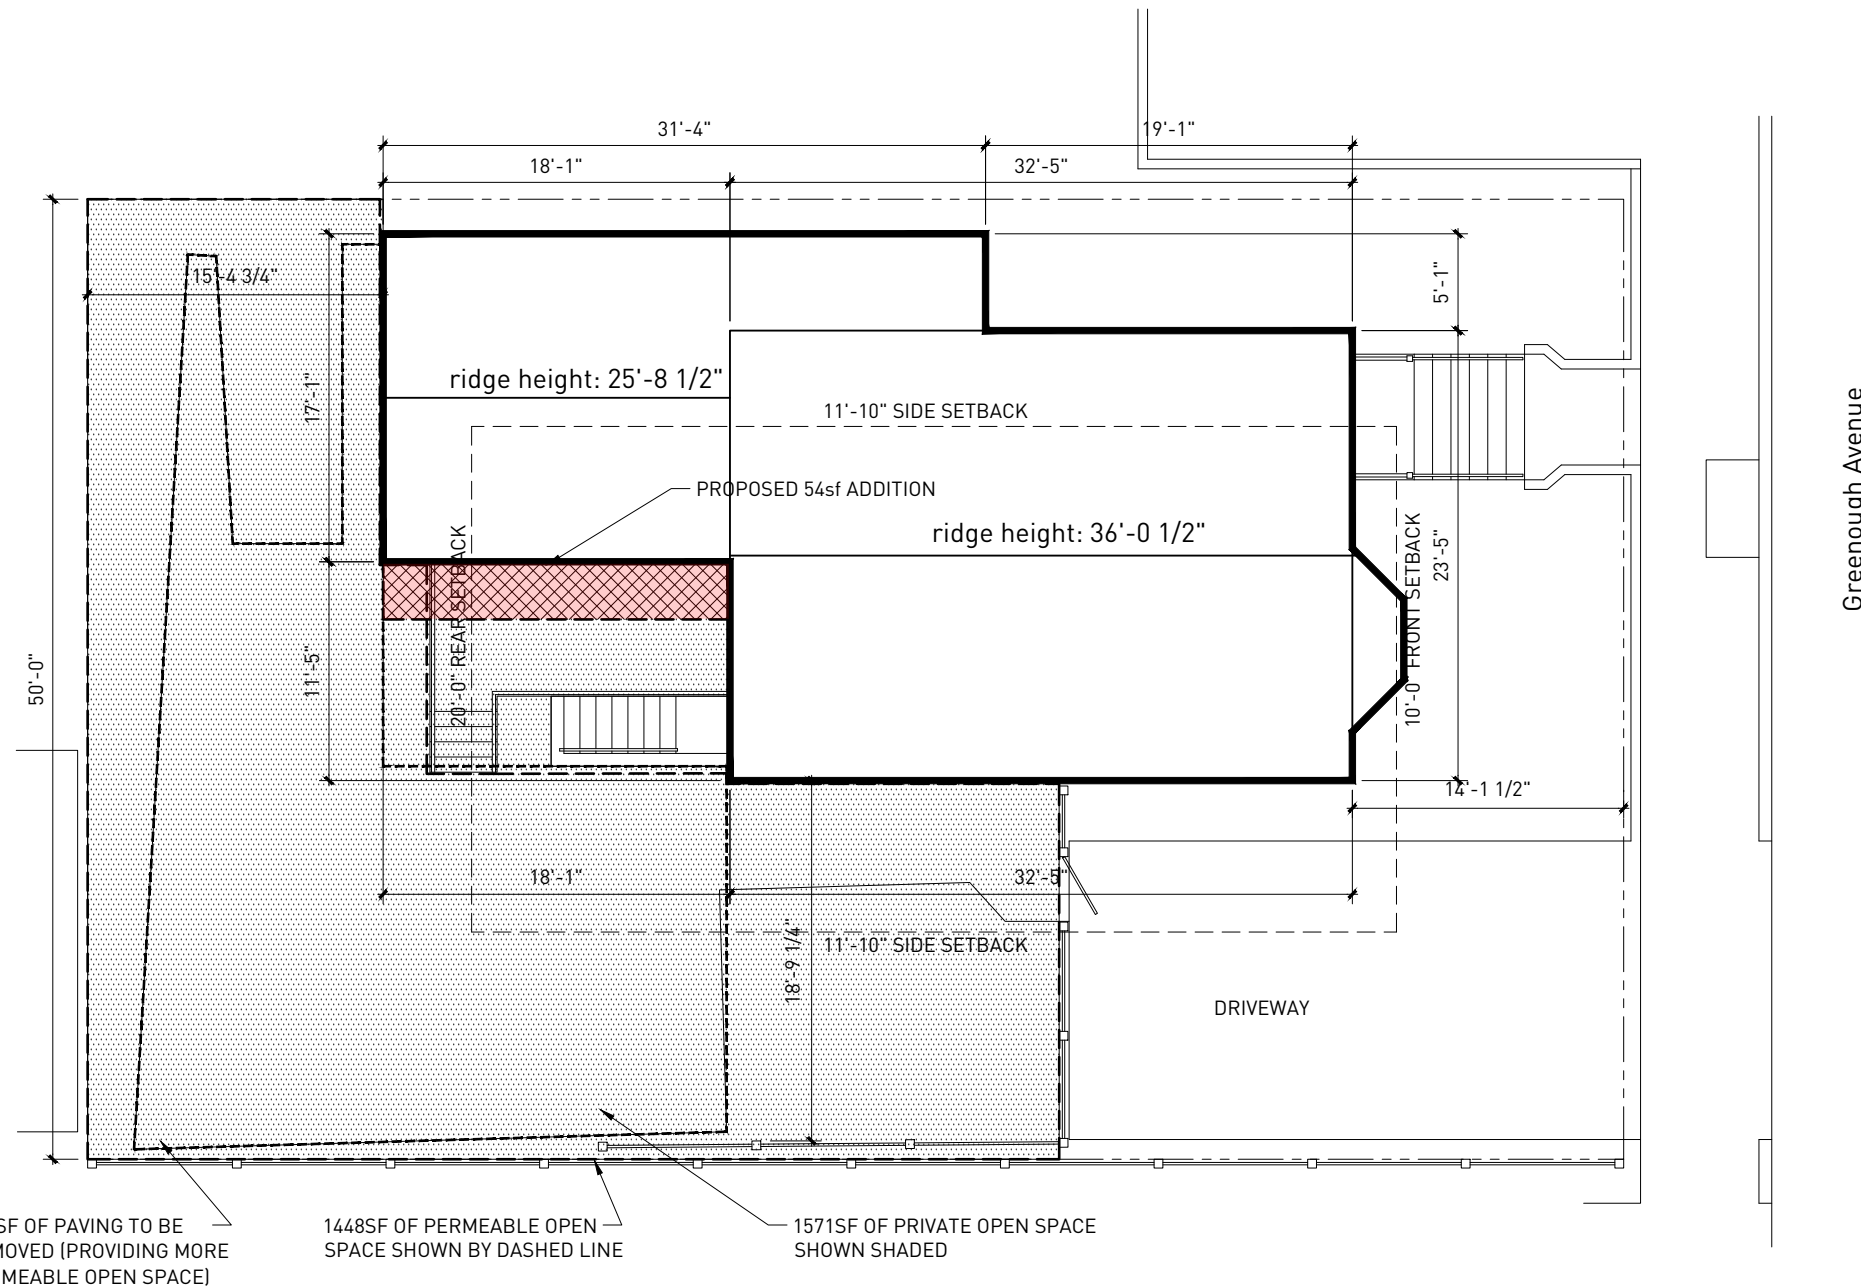 31'-4"
19'-1"
18'-1"
32'-5"
15'-4 3/4"
5'-1"
17'-1"
ridge height: 25'-8 1/2"
11'-10" SIDE SETBACK
PROPOSED 54sf ADDITION
ridge height: 36'-0 1/2"
20'-0" REAR SETBACK
10'-0" FRONT SETBACK
23'-5"
Greenough Avenue
50'-0"
11'-5"
14'-1 1/2"
18'-1"
32'-5"
18'-9 1/4"
11'-10" SIDE SETBACK
DRIVEWAY
SF OF PAVING TO BE
MOVED (PROVIDING MORE
MEABLE OPEN SPACE)
1448SF OF PERMEABLE OPEN
SPACE SHOWN BY DASHED LINE
1571SF OF PRIVATE OPEN SPACE
SHOWN SHADED